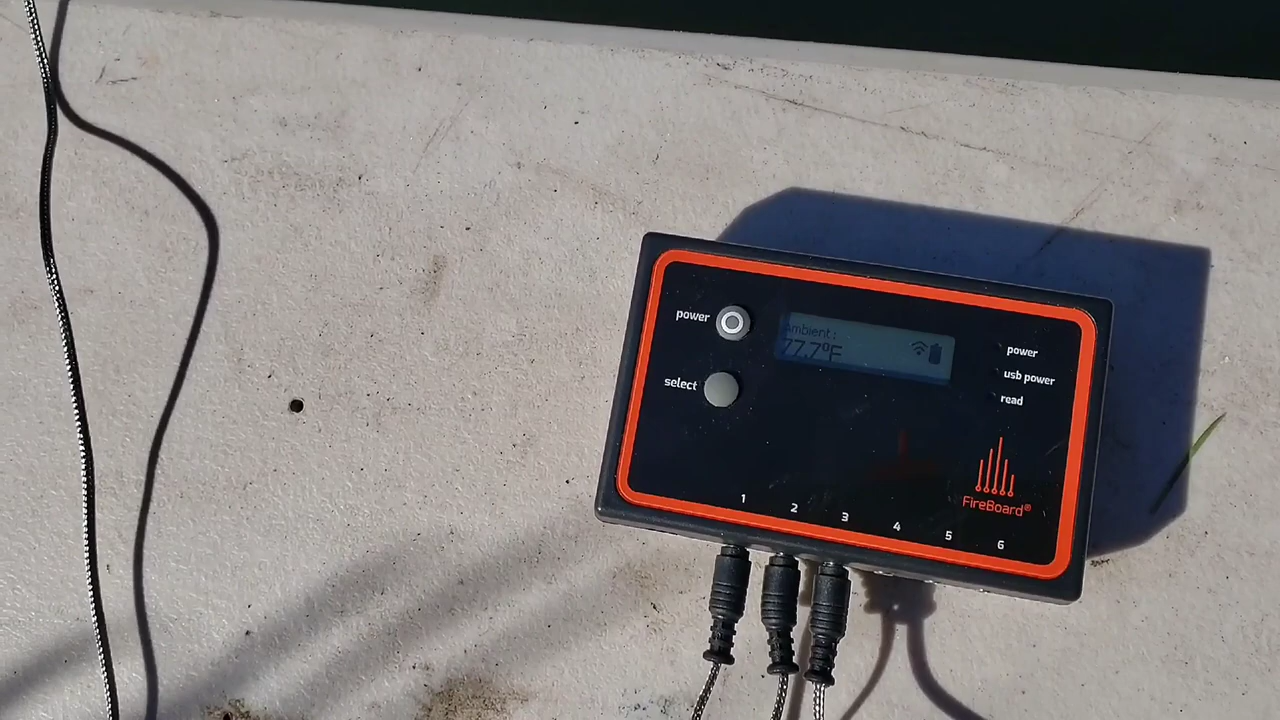 power
Ambient :
77.7°F
power
usb power
select
read
FireBoard®
1
2
3
4
5
6